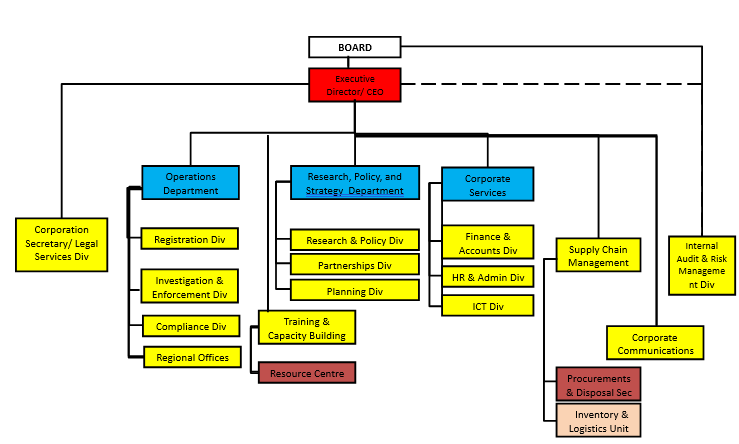 BOARD
Executive
Director/ CEO
Operations
Department
Research, Policy, and
Strategy  Department
Corporate
Services
Corporation
Secretary/ Legal
Services Div
Registration Div
Research & Policy Div
Finance &
Accounts Div
Supply Chain
Management
Internal
Audit & Risk
Manageme
nt Div
Partnerships Div
HR & Admin Div
Investigation &
Enforcement Div
Planning Div
ICT Div
Compliance Div
Training &
Capacity Building
Regional Offices
Resource Centre
Corporate
Communications
Procurements
& Disposal Sec
Inventory &
Logistics Unit